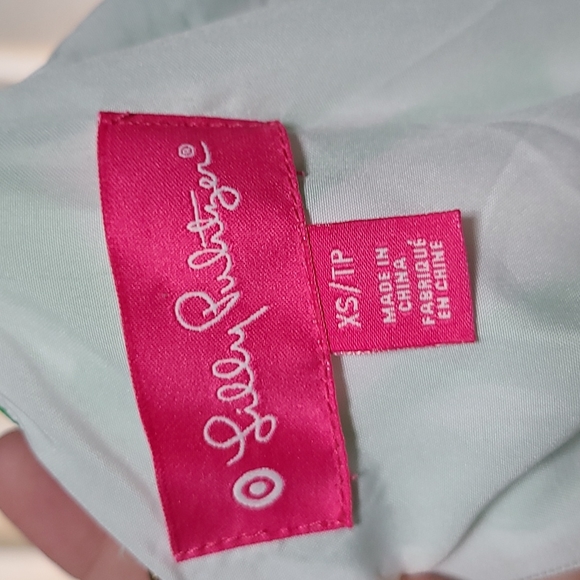 Lilly Pulitzer®
XS/TP
MADE IN
CHINA
FABRIQUÉ
EN CHINE